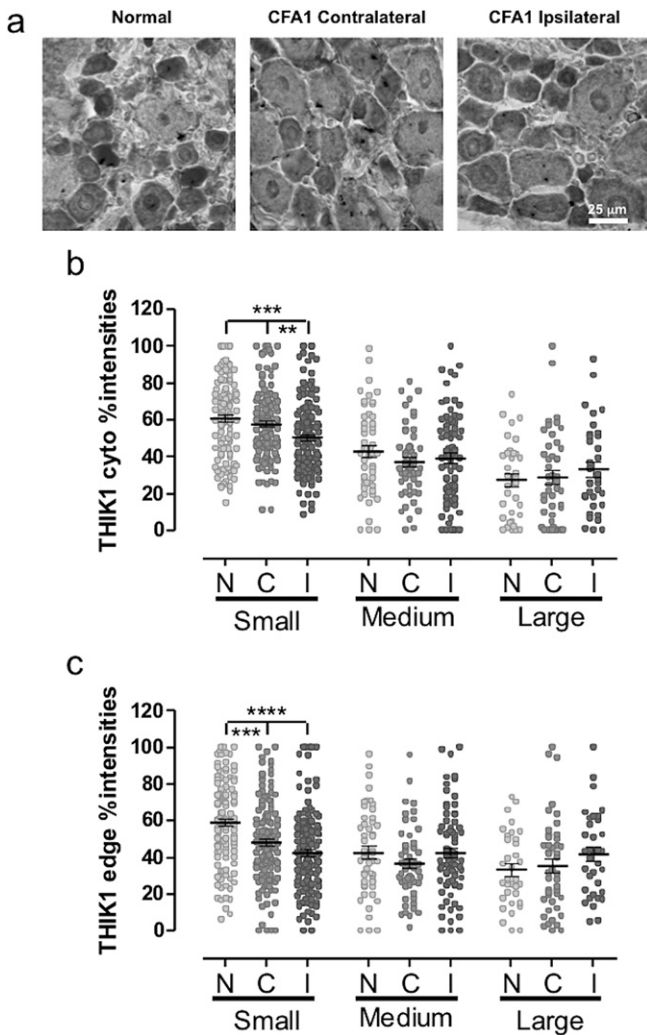 a
Normal CFA1 Contralateral CFA1 Ipsilateral
25 µm
b
THIK1 cyto %intensities
120
100
80
60
40
20
0
***
**
N C I N C I N C I
Small Medium Large
c
THIK1 edge %intensities
120
100
80
60
40
20
0
****
***
N C I N C I N C I
Small Medium Large